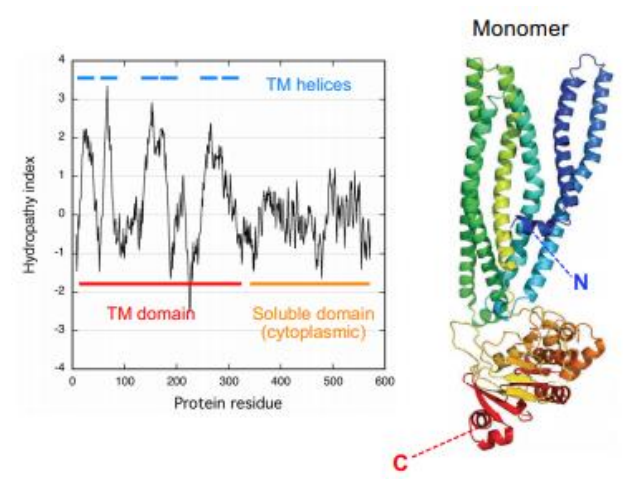 Monomer
4
3
2
1
0
-1
-2
-3
-4
Hydropathy index
TM helices
TM domain
Soluble domain
(cytoplasmic)
0
100
200
300
400
500
600
Protein residue
N
C